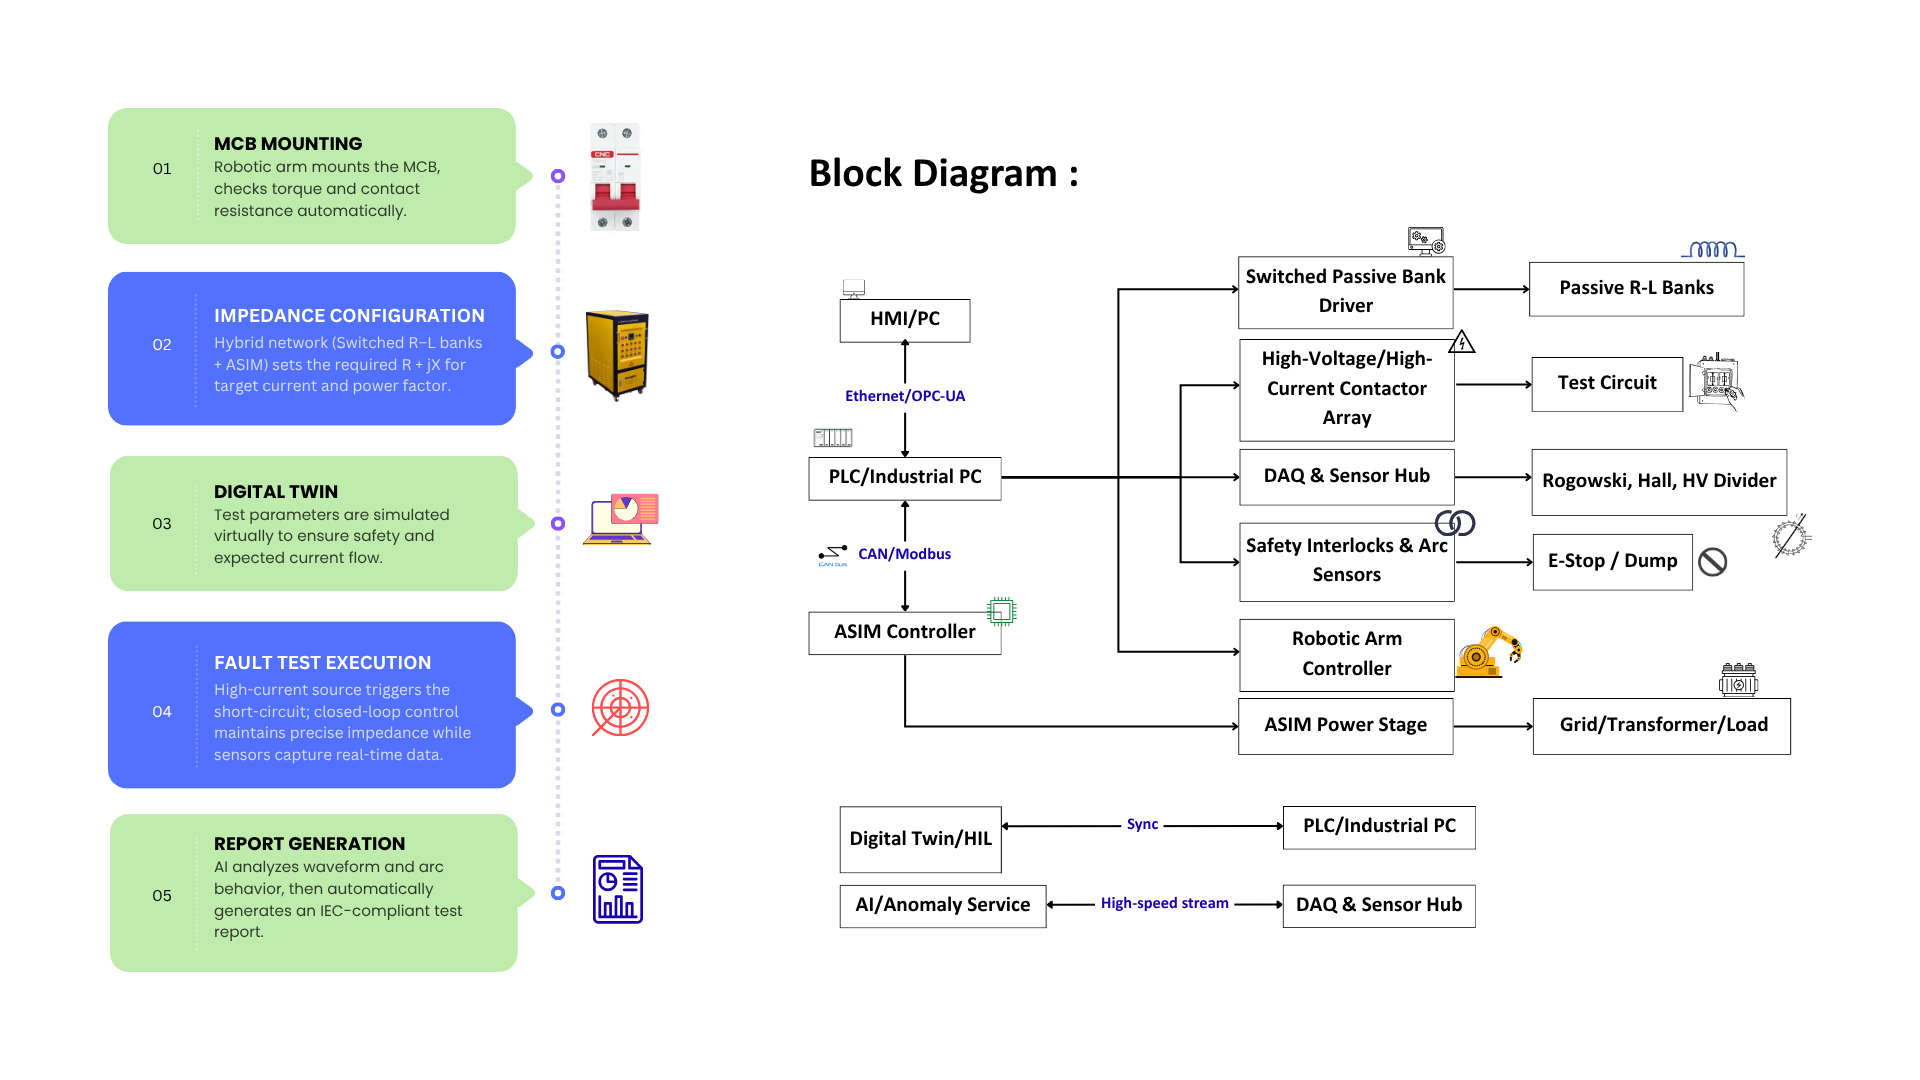 01
MCB MOUNTING
Robotic arm mounts the MCB,
checks torque and contact
resistance automatically.
CNC
02
IMPEDANCE CONFIGURATION
Hybrid network (Switched R–L banks
+ ASIM) sets the required R + jX for
target current and power factor.
03
DIGITAL TWIN
Test parameters are simulated
virtually to ensure safety and
expected current flow.
04
FAULT TEST EXECUTION
High-current source triggers the
short-circuit; closed-loop control
maintains precise impedance while
sensors capture real-time data.
05
REPORT GENERATION
AI analyzes waveform and arc
behavior, then automatically
generates an IEC-compliant test
report.
Block Diagram :
HMI/PC
Ethernet/OPC-UA
PLC/Industrial PC
CAN BUS
CAN/Modbus
ASIM Controller
Switched Passive Bank
Driver
Passive R-L Banks
High-Voltage/High-
Current Contactor
Array
Test Circuit
DAQ & Sensor Hub
Rogowski, Hall, HV Divider
Safety Interlocks & Arc
Sensors
E-Stop / Dump
Robotic Arm
Controller
ASIM Power Stage
Grid/Transformer/Load
Digital Twin/HIL
Sync
PLC/Industrial PC
AI/Anomaly Service
High-speed stream
DAQ & Sensor Hub